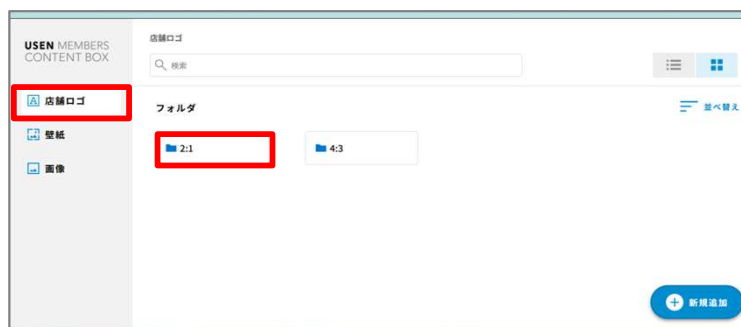 USEN MEMBERS
CONTENT BOX
店舗ロゴ
壁紙
画像
店舗ロゴ
検索
フォルダ
並べ替え
2:1
4:3
新規追加